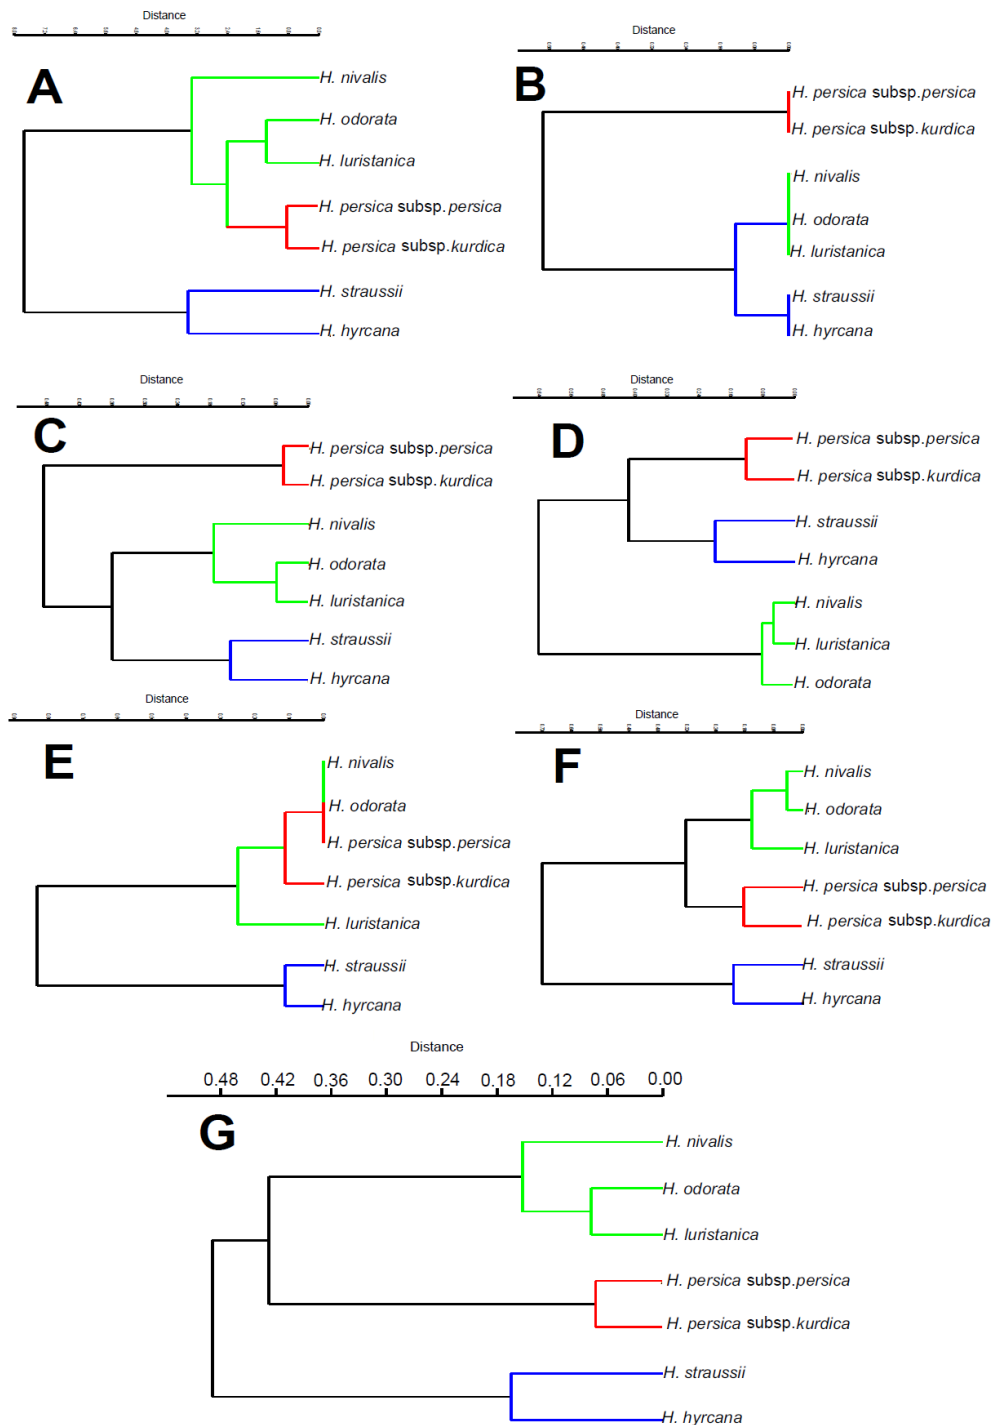 Distance
A
H. nivalis
H. odorata
H. luristanica
H. persica subsp.persica
H. persica subsp.kurdica
H. straussii
H. hyrcana
Distance
B
H. persica subsp.persica
H. persica subsp.kurdica
H. nivalis
H. odorata
H. luristanica
H. straussii
H. hyrcana
Distance
C
H. persica subsp.persica
H. persica subsp.kurdica
H. nivalis
H. odorata
H. luristanica
H. straussii
H. hyrcana
Distance
D
H. persica subsp.persica
H. persica subsp.kurdica
H. straussii
H. hyrcana
H. nivalis
H. luristanica
H. odorata
Distance
E
H. nivalis
H. odorata
H. persica subsp.persica
H. persica subsp.kurdica
H. luristanica
H. straussii
H. hyrcana
Distance
F
H. nivalis
H. odorata
H. luristanica
H. persica subsp.persica
H. persica subsp.kurdica
H. straussii
H. hyrcana
Distance
0.48 0.42 0.36 0.30 0.24 0.18 0.12 0.06 0.00
G
H. nivalis
H. odorata
H. luristanica
H. persica subsp.persica
H. persica subsp.kurdica
H. straussii
H. hyrcana